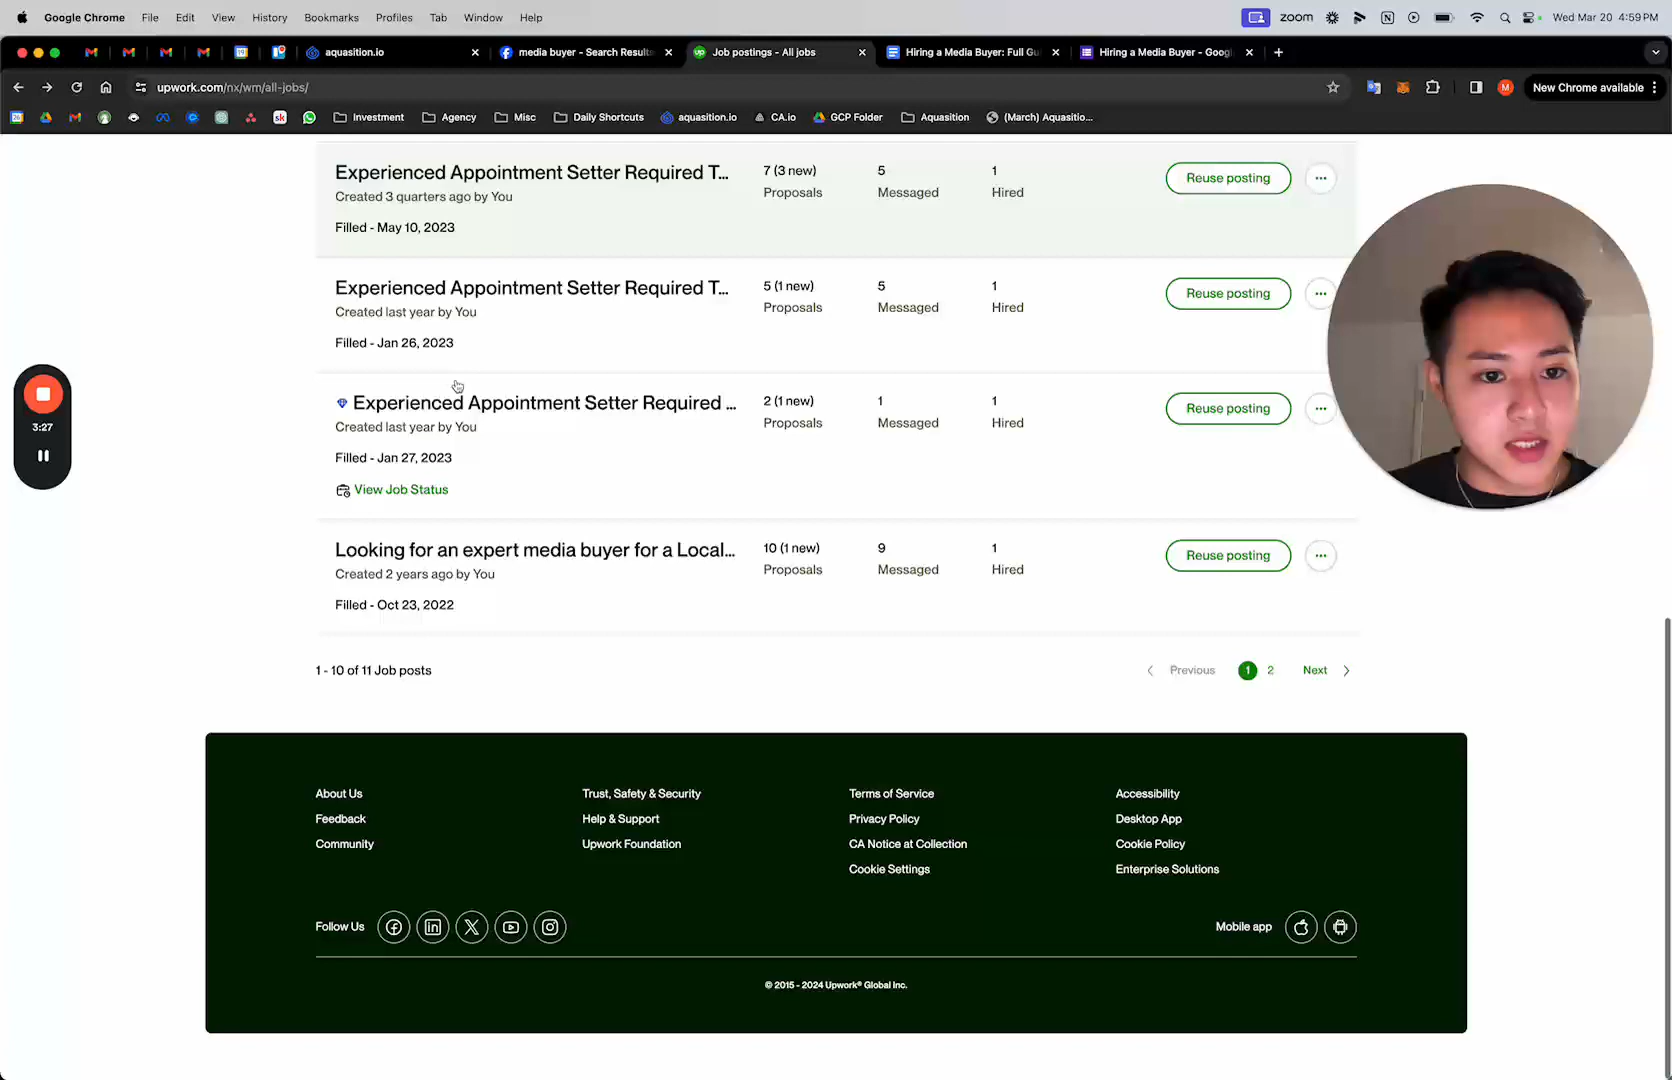 Google Chrome File Edit View History Bookmarks Profiles Tab Window Help zoom Wed Mar 20 4:59 PM
aquasition.io media buyer - Search Results Job postings - All jobs Hiring a Media Buyer: Full Gu Hiring a Media Buyer - Googl
upwork.com/nx/wm/all-jobs/ M New Chrome available
Investment Agency Misc Daily Shortcuts aquasition.io CA.io GCP Folder Aquasition (March) Aquasitio...
Experienced Appointment Setter Required T... 7 (3 new) 5 1 Reuse posting
Created 3 quarters ago by You Proposals Messaged Hired
Filled - May 10, 2023
Experienced Appointment Setter Required T... 5 (1 new) 5 1 Reuse posting
Created last year by You Proposals Messaged Hired
Filled - Jan 26, 2023
Experienced Appointment Setter Required ... 2 (1 new) 1 1 Reuse posting
Created last year by You Proposals Messaged Hired
3:27
Filled - Jan 27, 2023
View Job Status
Looking for an expert media buyer for a Local... 10 (1 new) 9 1 Reuse posting
Created 2 years ago by You Proposals Messaged Hired
Filled - Oct 23, 2022
1 - 10 of 11 Job posts Previous 1 2 Next
About Us Trust, Safety & Security Terms of Service Accessibility
Feedback Help & Support Privacy Policy Desktop App
Community Upwork Foundation CA Notice at Collection Cookie Policy
Cookie Settings Enterprise Solutions
Follow Us Mobile app
© 2015 - 2024 Upwork® Global Inc.